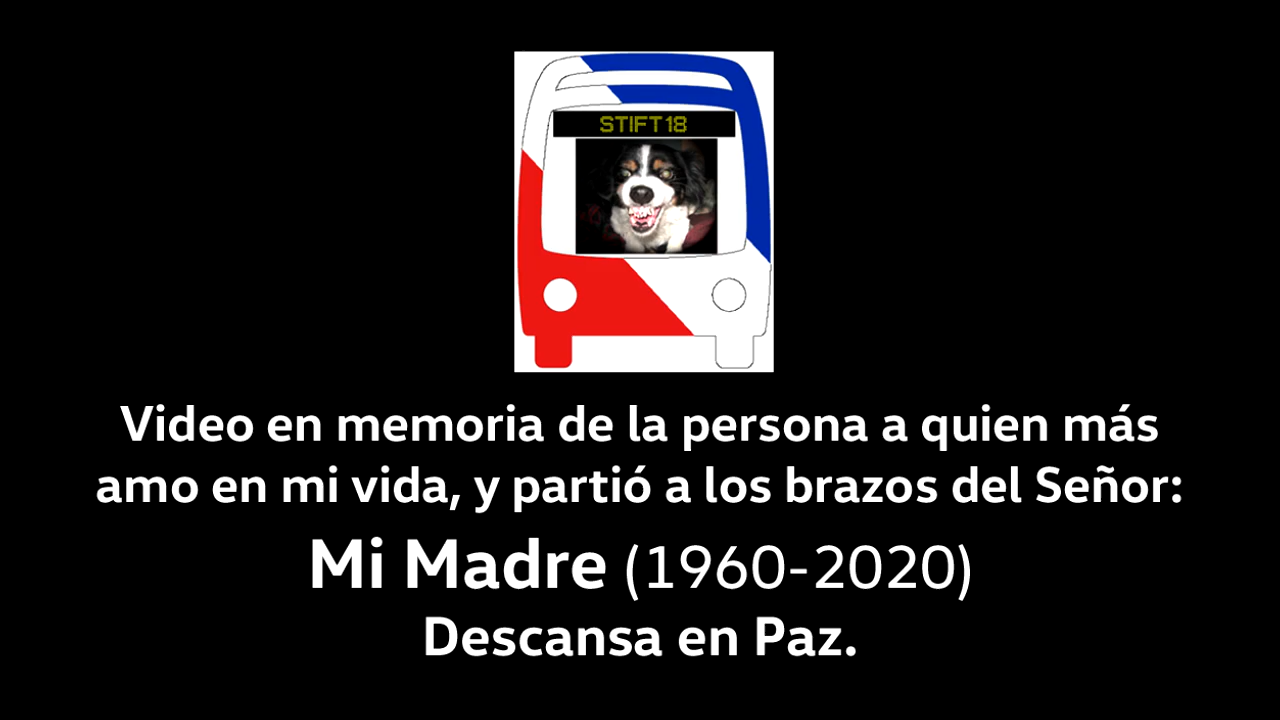 STIFT18
Video en memoria de la persona a quien más
amo en mi vida, y partió a los brazos del Señor:
Mi Madre (1960-2020)
Descansa en Paz.